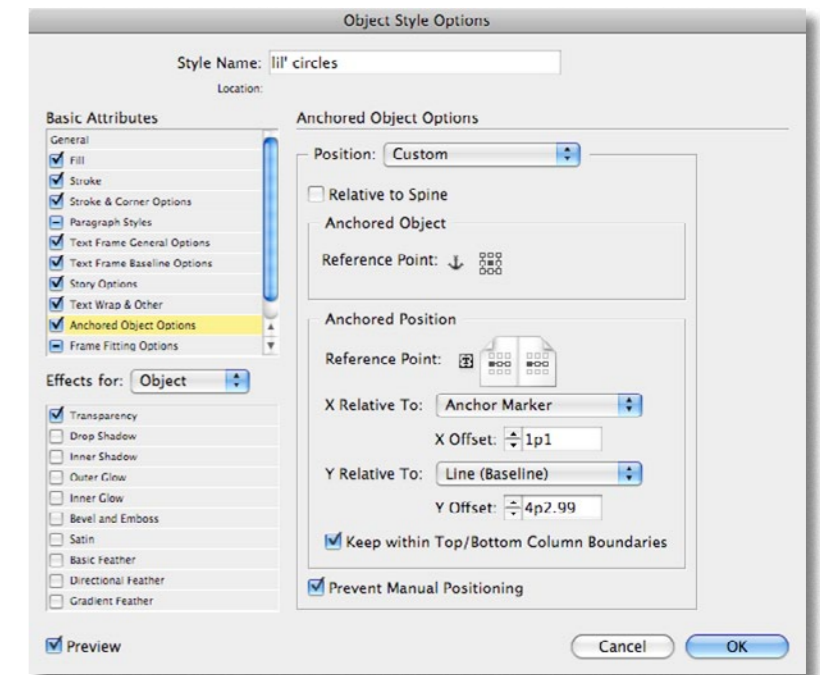 Object Style Options
Style Name: lil' circles
Location:
Basic Attributes
General
Fill
Stroke
Stroke & Corner Options
Paragraph Styles
Text Frame General Options
Text Frame Baseline Options
Story Options
Text Wrap & Other
Anchored Object Options
Frame Fitting Options
Effects for: Object
Transparency
Drop Shadow
Inner Shadow
Outer Glow
Inner Glow
Bevel and Emboss
Satin
Basic Feather
Directional Feather
Gradient Feather
Preview
Anchored Object Options
Position: Custom
Relative to Spine
Anchored Object
Reference Point:
Anchored Position
Reference Point:
X Relative To: Anchor Marker
X Offset: 1p1
Y Relative To: Line (Baseline)
Y Offset: 4p2.99
Keep within Top/Bottom Column Boundaries
Prevent Manual Positioning
Cancel OK